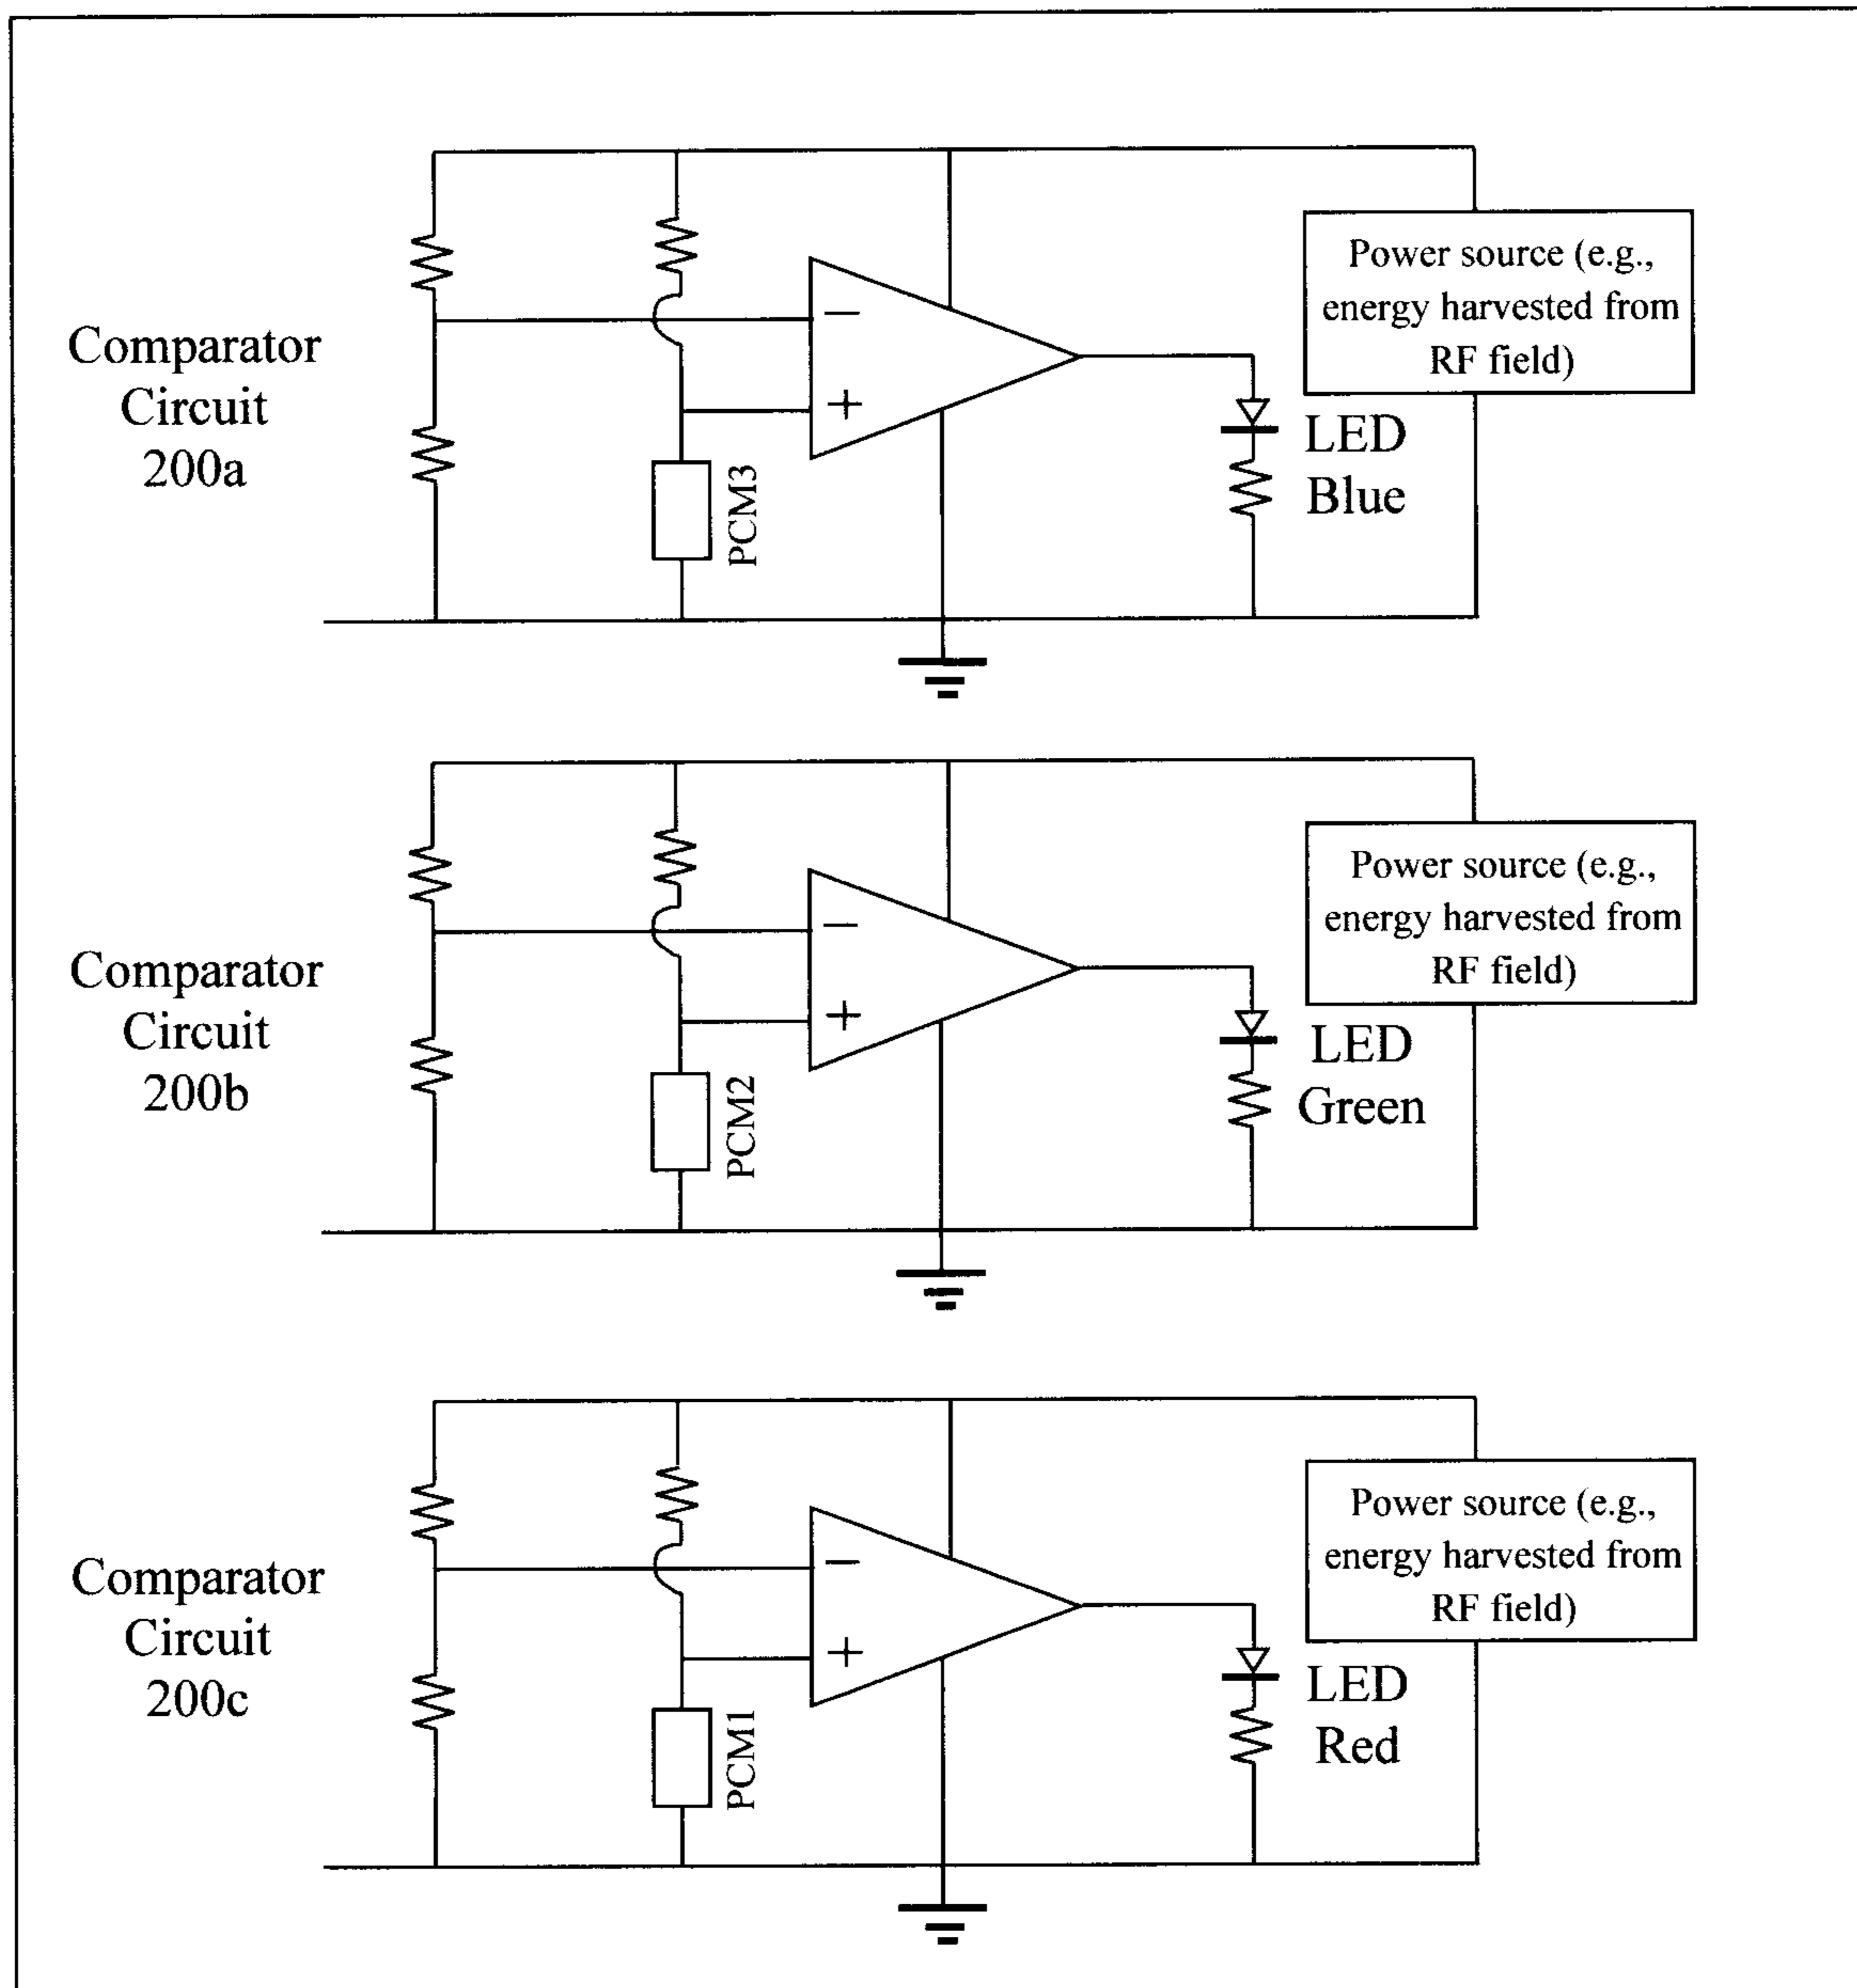 Comparator
Circuit
200a
−
+
PCM3
LED
Blue
Power source (e.g.,
energy harvested from
RF field)
Comparator
Circuit
200b
−
+
PCM2
LED
Green
Power source (e.g.,
energy harvested from
RF field)
Comparator
Circuit
200c
−
+
PCM1
LED
Red
Power source (e.g.,
energy harvested from
RF field)